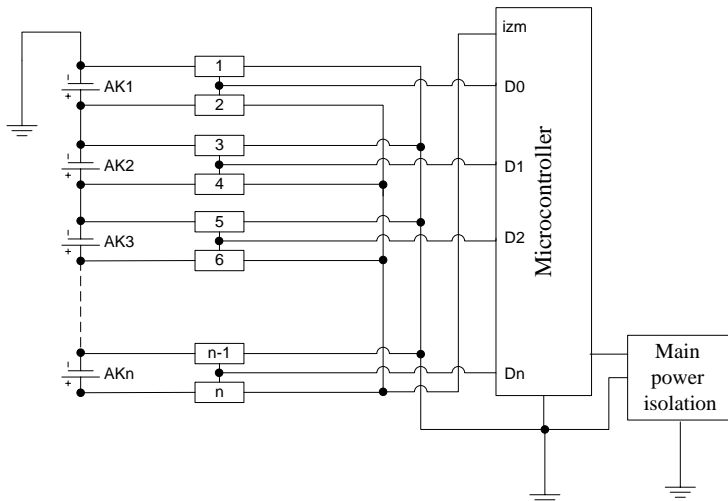 izm
1
-
+
AK1
D0
2
3
-
+
AK2
D1
4
5
-
+
AK3
D2
6
Microcontroller
n-1
-
+
AKn
Dn
n
Main
power
isolation